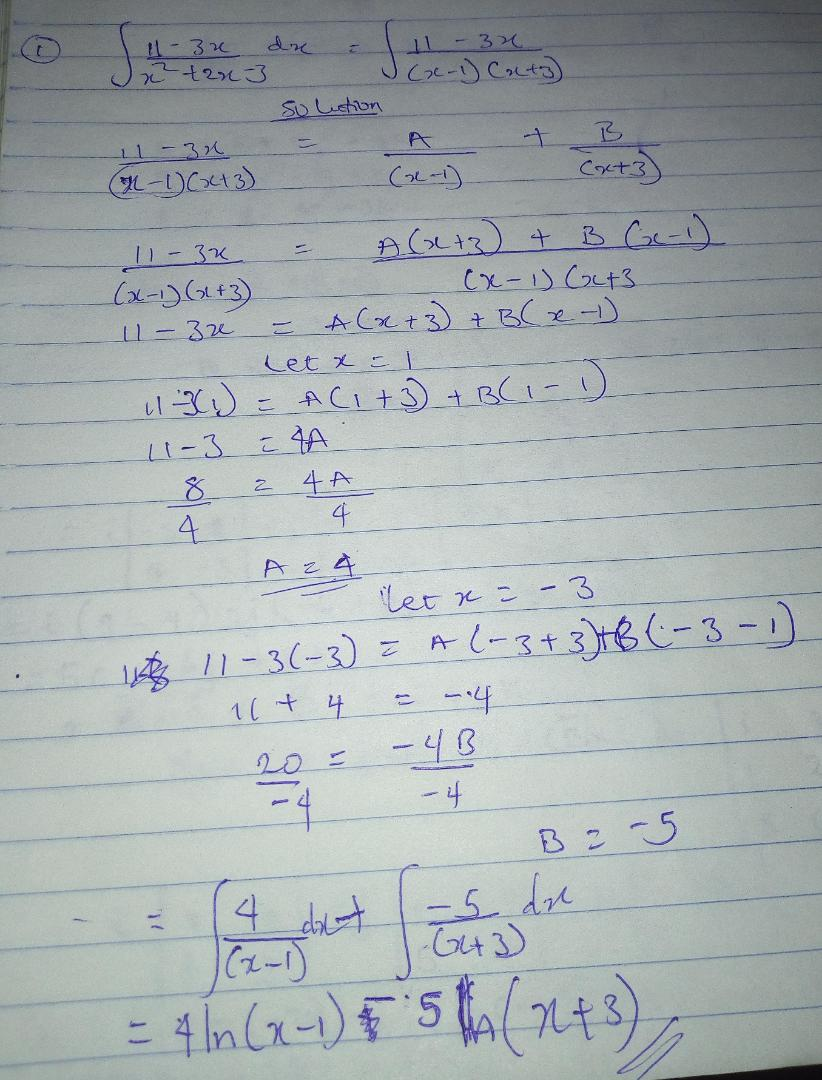 ① ∫ 11-3x / x²+2x-3 dx = ∫ 11-3x / (x-1)(x+3)
Solution
11-3x / (x-1)(x+3) = A / (x-1) + B / (x+3)
11-3x / (x-1)(x+3) = A(x+3) + B(x-1) / (x-1)(x+3
11-3x = A(x+3) + B(x-1)
Let x = 1
11-3(1) = A(1+3) + B(1-1)
11-3 = 4A
8/4 = 4A/4
A = 4
Let x = -3
11-3(-3) = A(-3+3)+B(-3-1)
11+4 = -4
20/-4 = -4B/-4
B = -5
= ∫ 4/(x-1) dx + ∫ -5/(x+3) dx
= 4ln(x-1) - 5ln(x+3)